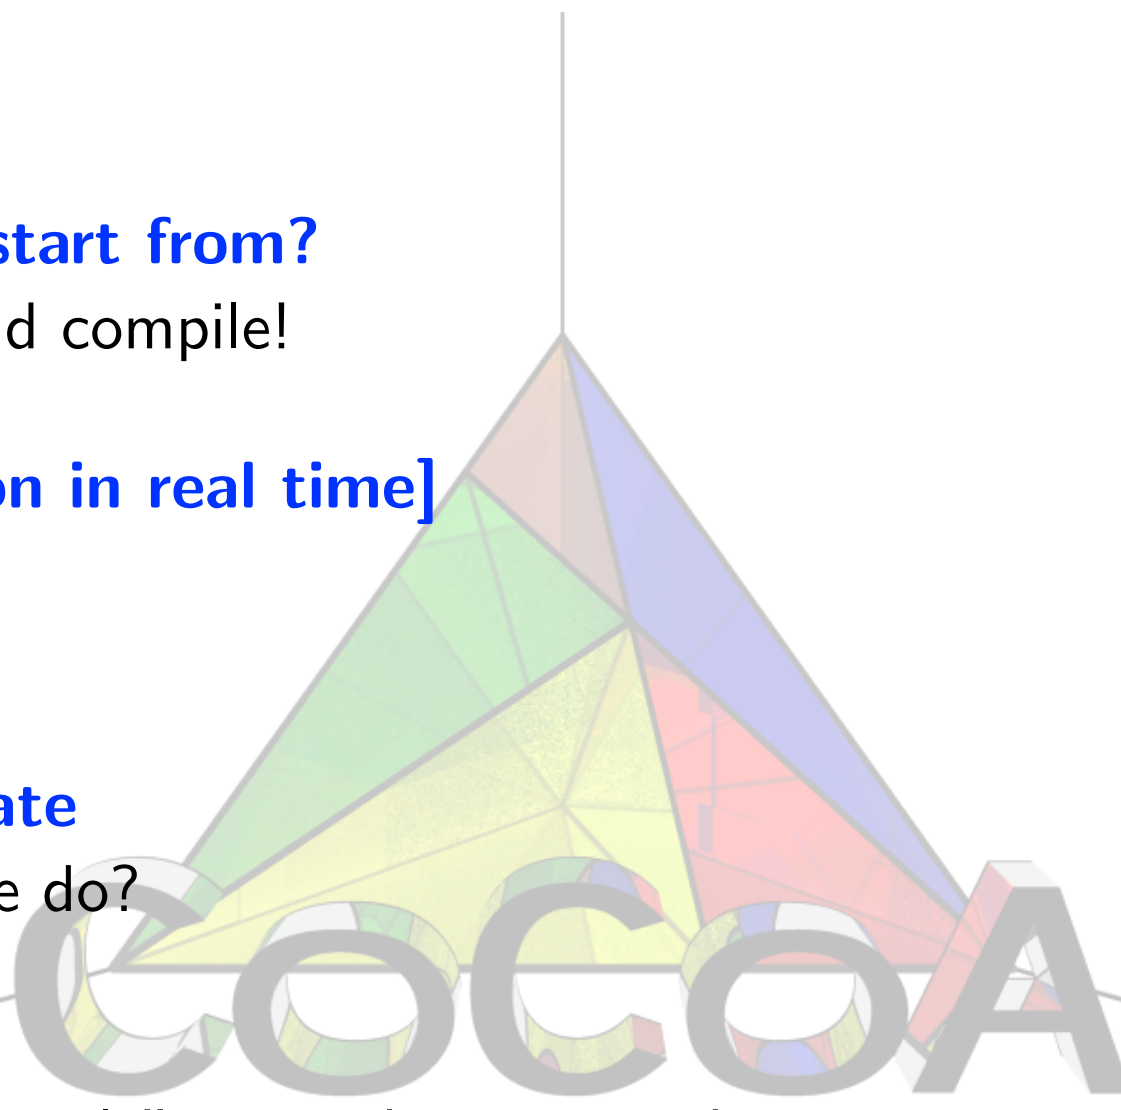 start from?
d compile!
on in real time]
ate
e do?
CoCoA